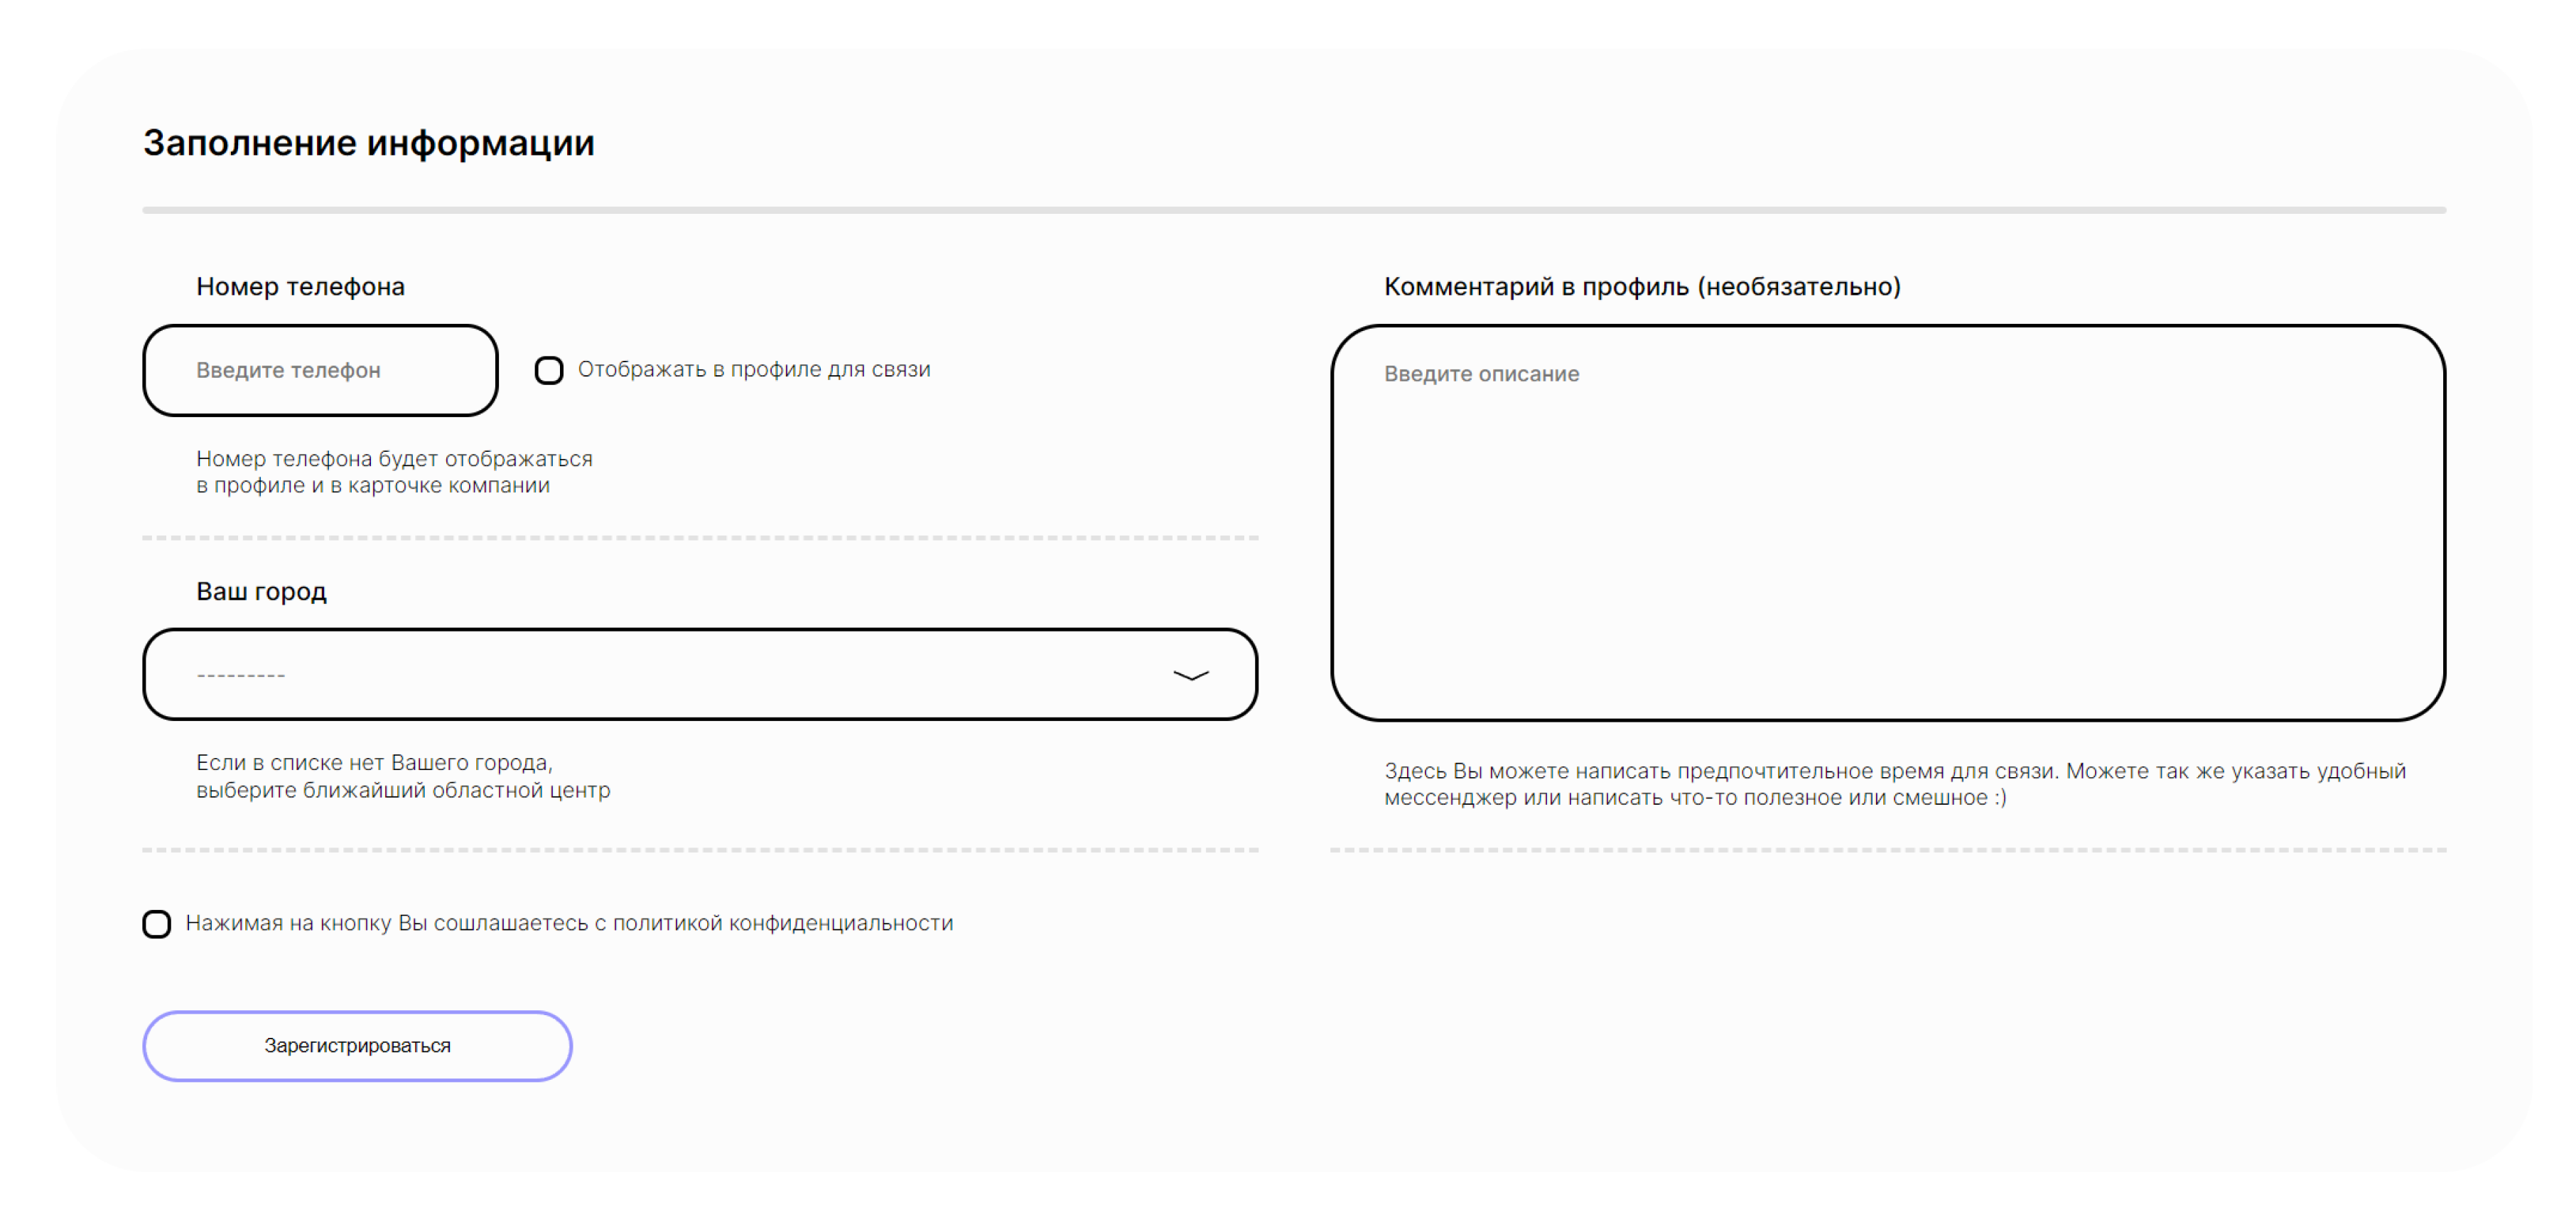 Заполнение информации
Номер телефона
Введите телефон
Отображать в профиле для связи
Номер телефона будет отображаться
в профиле и в карточке компании
Ваш город
---------
Если в списке нет Вашего города,
выберите ближайший областной центр
Комментарий в профиль (необязательно)
Введите описание
Здесь Вы можете написать предпочтительное время для связи. Можете так же указать удобный
мессенджер или написать что-то полезное или смешное :)
Нажимая на кнопку Вы сошлашаетесь с политикой конфиденциальности
Зарегистрироваться